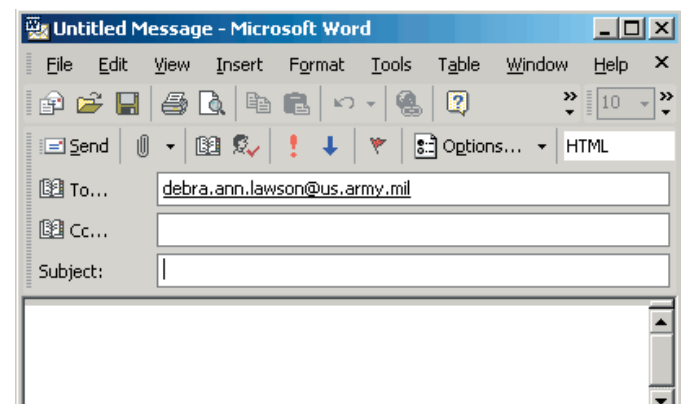 Untitled Message - Microsoft Word
File Edit View Insert Format Tools Table Window Help
10
Send Options... HTML
To... debra.ann.lawson@us.army.mil
Cc...
Subject: